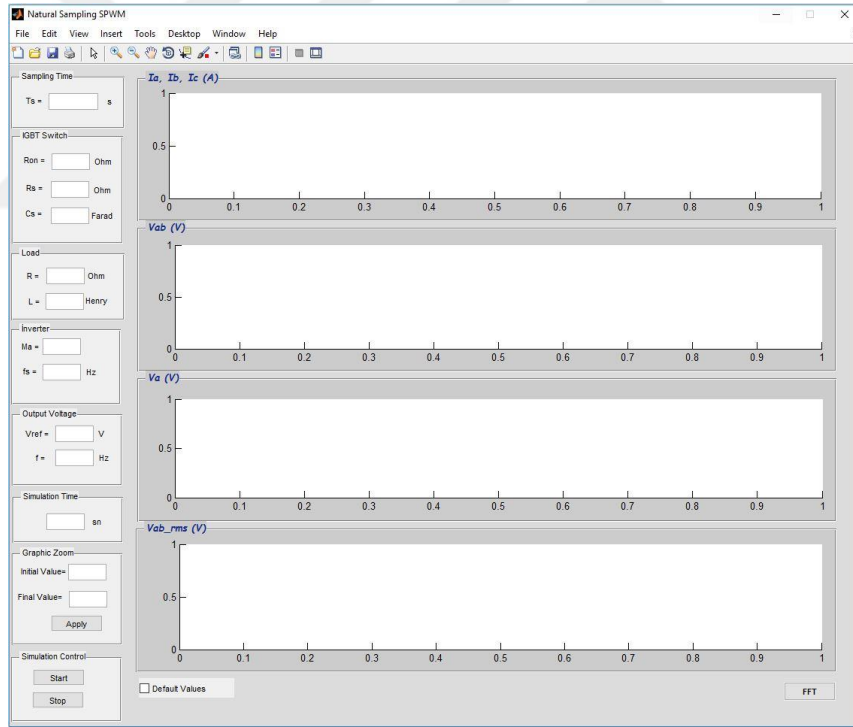 Natural Sampling SPWM
File Edit View Insert Tools Desktop Window Help
Sampling Time
Ts = s
IGBT Switch
Ron = Ohm
Rs = Ohm
Cs = Farad
Load
R = Ohm
L = Henry
Inverter
Ma =
fs = Hz
Output Voltage
Vref = V
f = Hz
Simulation Time
sn
Graphic Zoom
Initial Value=
Final Value=
Apply
Simulation Control
Start
Stop
Ia, Ib, Ic (A)
1
0.5
0
0 0.1 0.2 0.3 0.4 0.5 0.6 0.7 0.8 0.9 1
Vab (V)
1
0.5
0
0 0.1 0.2 0.3 0.4 0.5 0.6 0.7 0.8 0.9 1
Va (V)
1
0.5
0
0 0.1 0.2 0.3 0.4 0.5 0.6 0.7 0.8 0.9 1
Vab_rms (V)
1
0.5
0
0 0.1 0.2 0.3 0.4 0.5 0.6 0.7 0.8 0.9 1
Default Values
FFT